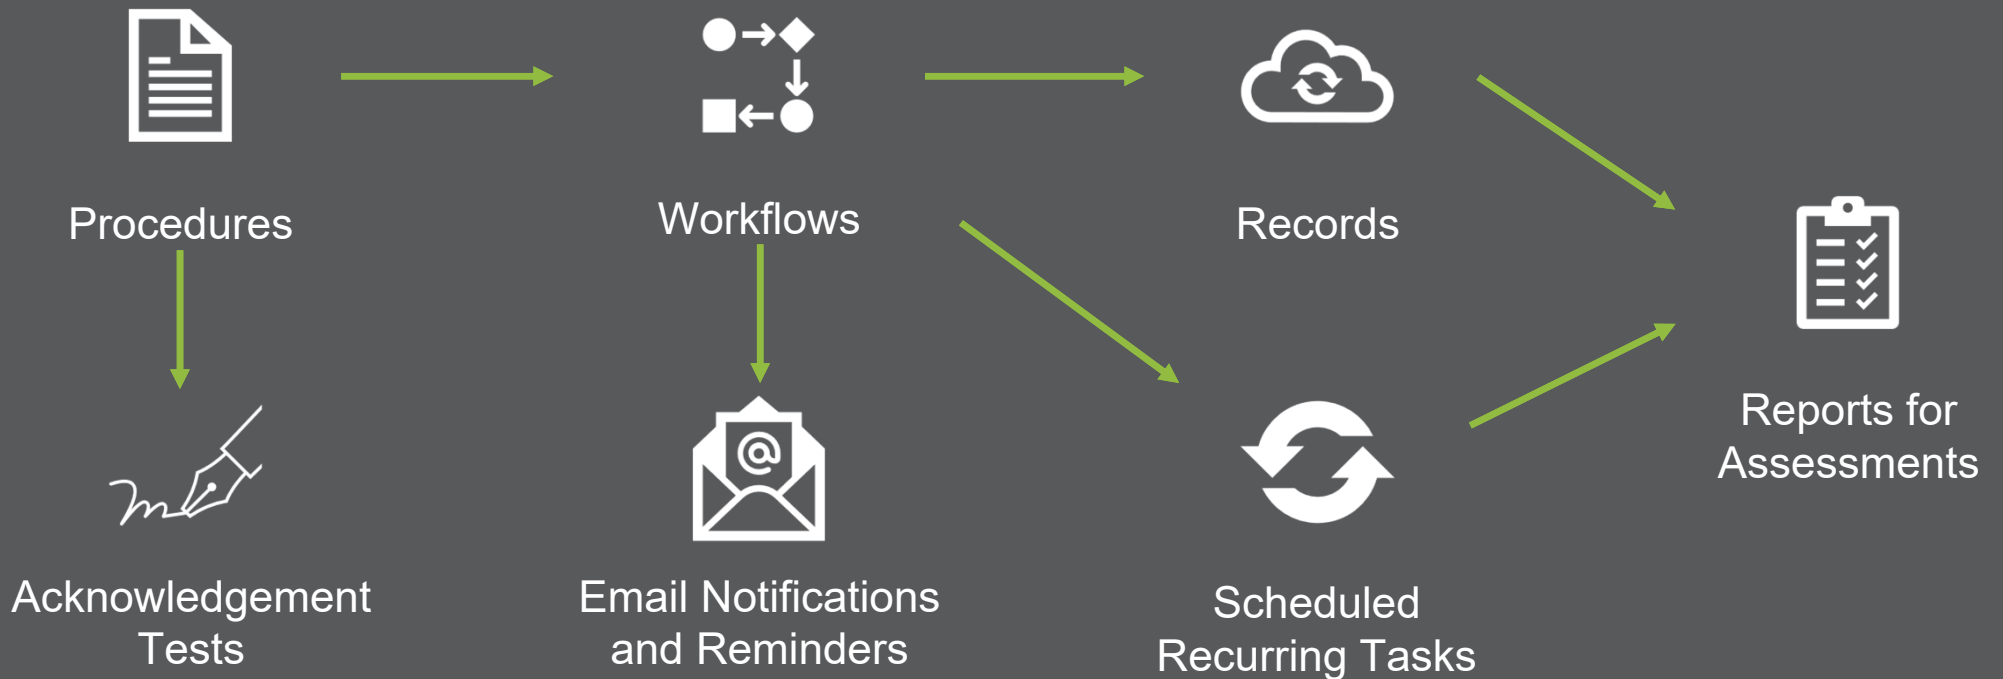 Procedures
Workflows
Records
Reports for
Assessments
Acknowledgement
Tests
Email Notifications
and Reminders
Scheduled
Recurring Tasks